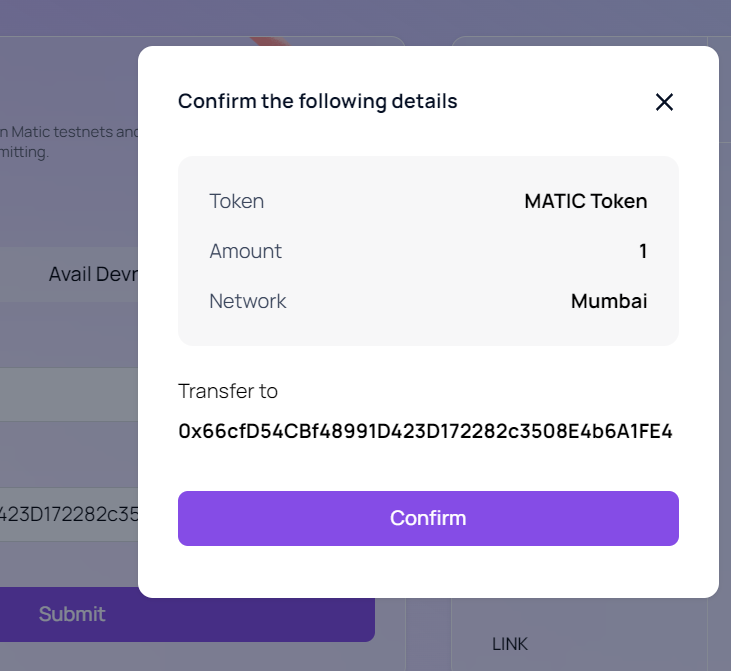 Confirm the following details
n Matic testnets and
mitting.
Token MATIC Token
Amount 1
Avail Devn
Network Mumbai
Transfer to
0x66cfD54CBf48991D423D172282c3508E4b6A1FE4
423D172282c35
Confirm
Submit
LINK